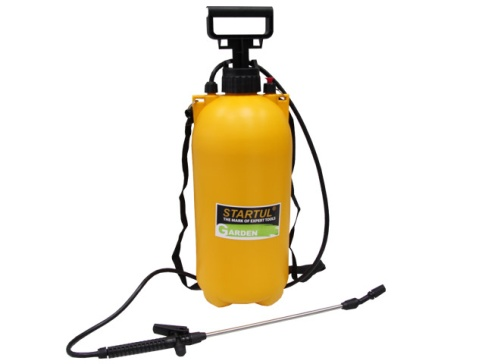 STARTUL®
THE MARK OF EXPERT TOOLS
GARDEN